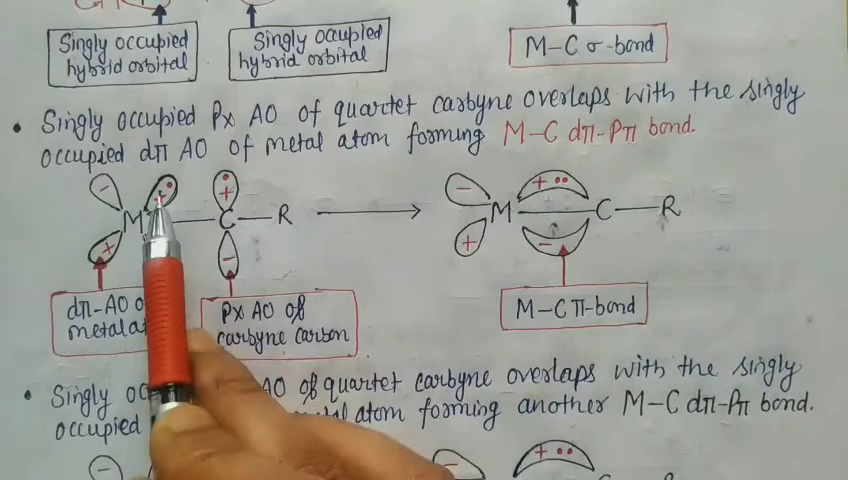 Singly occupied
hybrid orbital
Singly occupied
hybrid orbital
M–C σ-bond
• Singly occupied Px AO of quartet carbyne overlaps with the singly
occupied dπ AO of metal atom forming M–C dπ-Pπ bond.
− • + •
M C — R → − + •• M C — R
+ − + −
dπ-AO o
metal a
Px AO of
carbyne carbon
M–C π-bond
• Singly oc AO of quartet carbyne overlaps with the singly
occupied atom forming another M–C dπ-Pπ bond.
− − + ••